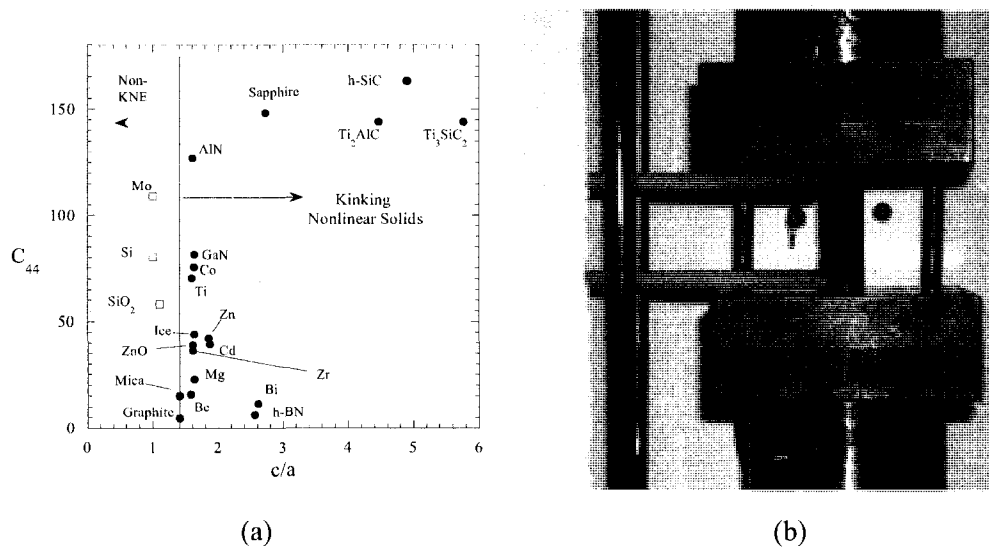 Non-
KNE
Sapphire
h-SiC
Ti₂AlC
Ti₃SiC₂
AlN
Mo
Kinking
Nonlinear Solids
C₄₄
Si
GaN
Co
Ti
SiO₂
Zn
Ice
ZnO
Cd
Zr
Mg
Mica
Bi
Be
Graphite
h-BN
150
100
50
0
0 1 2 3 4 5 6
c/a
(a) (b)